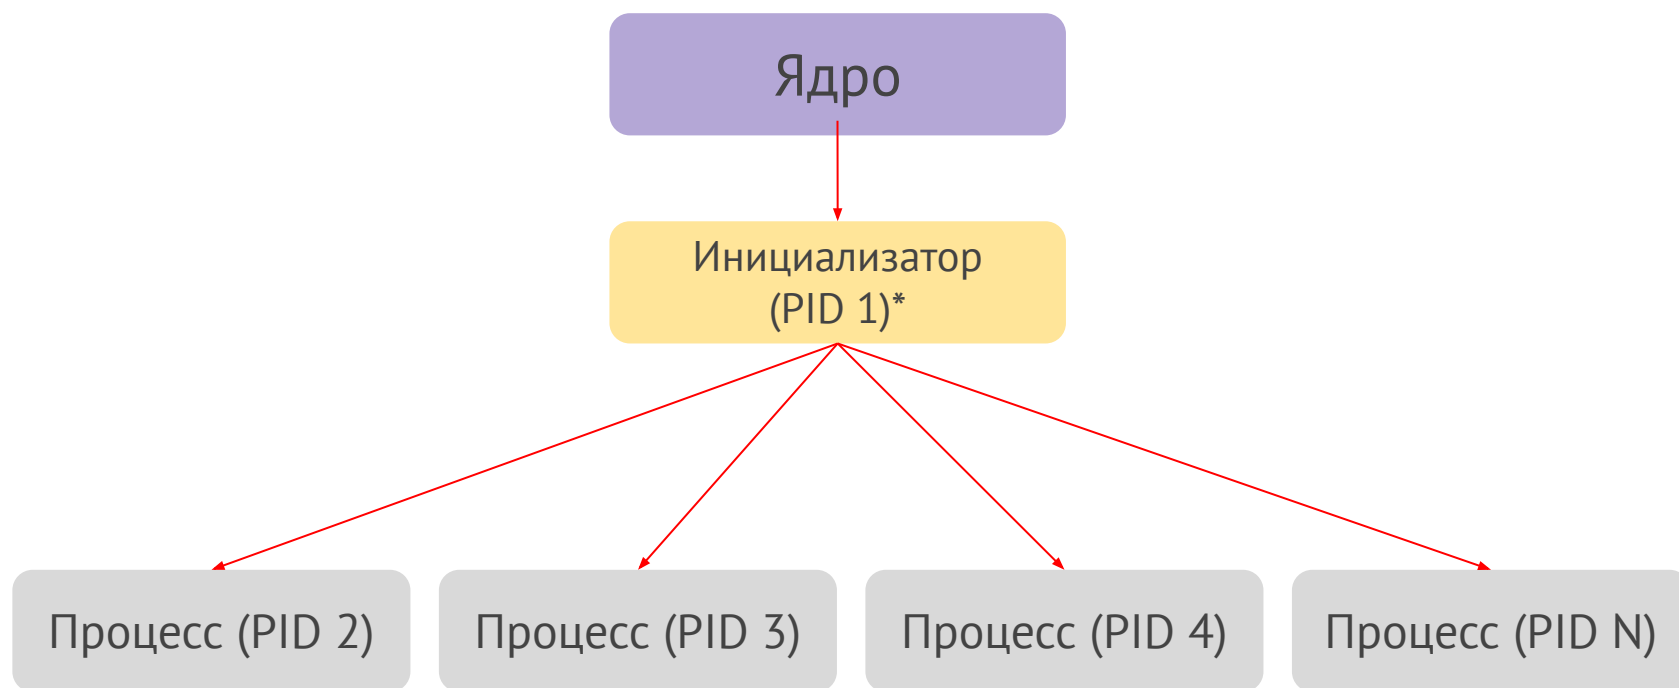 Ядро
Инициализатор
(PID 1)*
Процесс (PID 2)
Процесс (PID 3)
Процесс (PID 4)
Процесс (PID N)